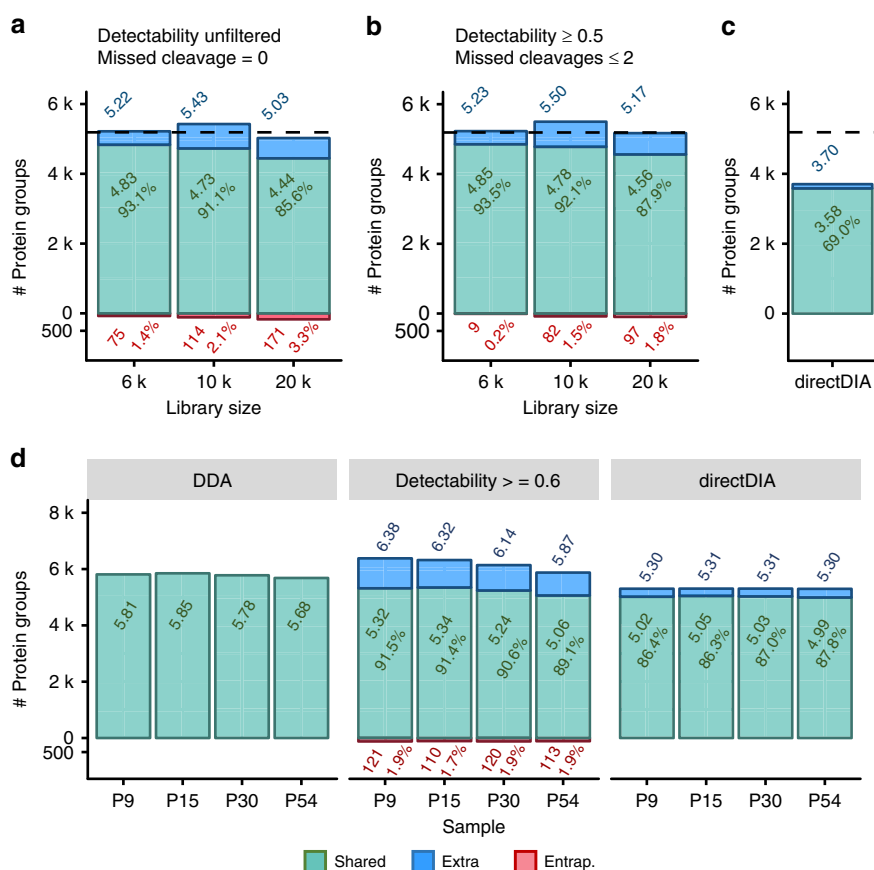 a
Detectability unfiltered
Missed cleavage = 0
# Protein groups
6 k
4 k
2 k
0
500
5.22
5.43
5.03
4.83
93.1%
4.73
91.1%
4.44
85.6%
75
1.4%
114
2.1%
171
3.3%
6 k
10 k
20 k
Library size
b
Detectability ≥ 0.5
Missed cleavages ≤ 2
# Protein groups
6 k
4 k
2 k
0
500
5.23
5.50
5.17
4.85
93.5%
4.78
92.1%
4.56
87.9%
9
0.2%
82
1.5%
97
1.8%
6 k
10 k
20 k
Library size
c
# Protein groups
6 k
4 k
2 k
0
3.70
3.58
69.0%
directDIA
d
DDA
Detectability > = 0.6
directDIA
# Protein groups
8 k
6 k
4 k
2 k
0
500
5.81
5.85
5.78
5.68
6.38
6.32
6.14
5.87
5.32
91.5%
5.34
91.4%
5.24
90.6%
5.06
89.1%
121
1.9%
110
1.7%
120
1.9%
113
1.9%
5.30
5.31
5.31
5.30
5.02
86.4%
5.05
86.3%
5.03
87.0%
4.99
87.8%
P9
P15
P30
P54
P9
P15
P30
P54
P9
P15
P30
P54
Sample
Shared
Extra
Entrap.